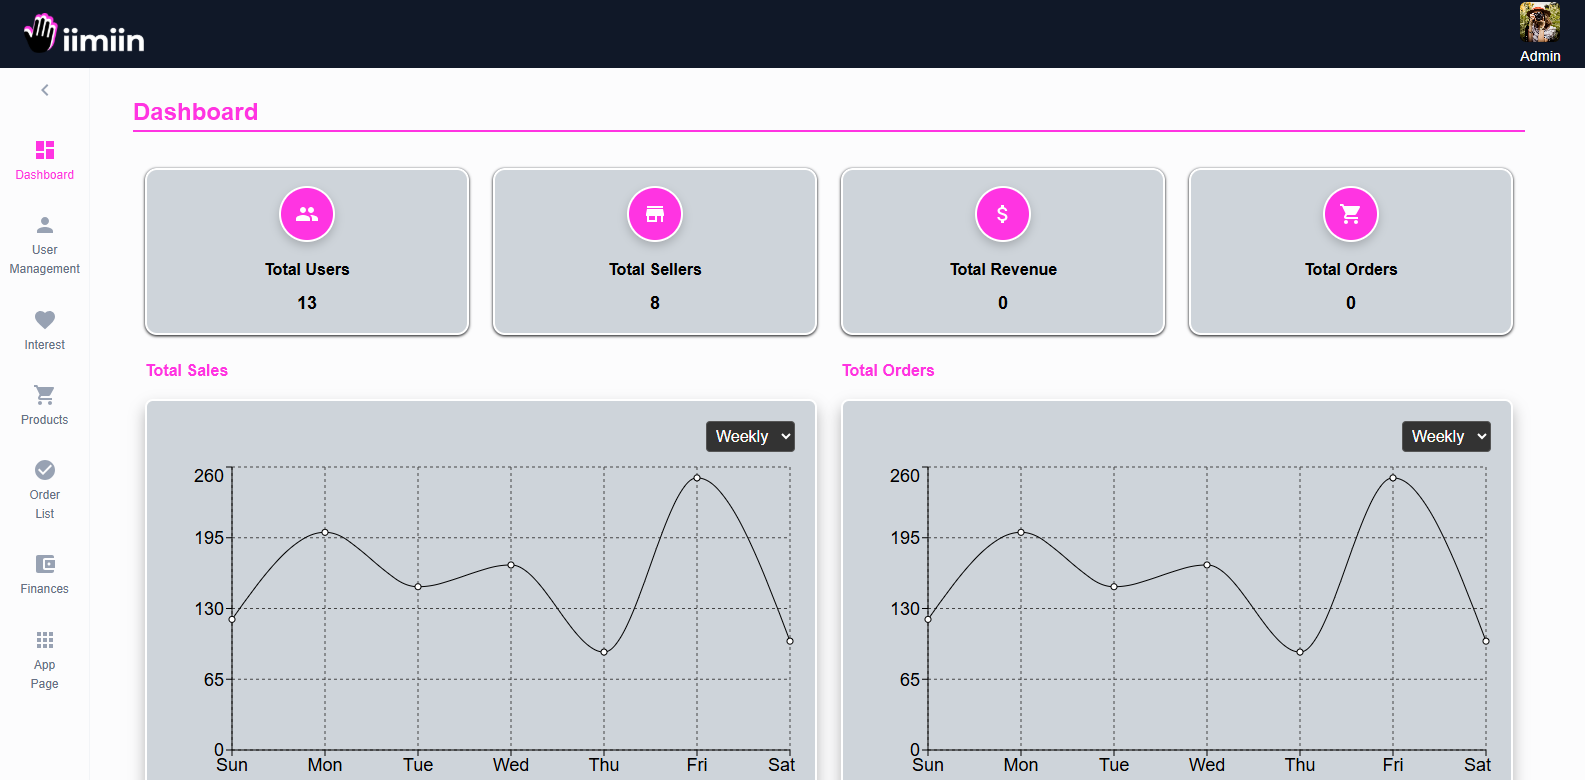 iimiin
Admin
Dashboard
Dashboard
User
Management
Interest
Products
Order
List
Finances
App
Page
Total Users
13
Total Sellers
8
Total Revenue
0
Total Orders
0
Total Sales
Weekly
260
195
130
65
0
Sun Mon Tue Wed Thu Fri Sat
Total Orders
Weekly
260
195
130
65
0
Sun Mon Tue Wed Thu Fri Sat